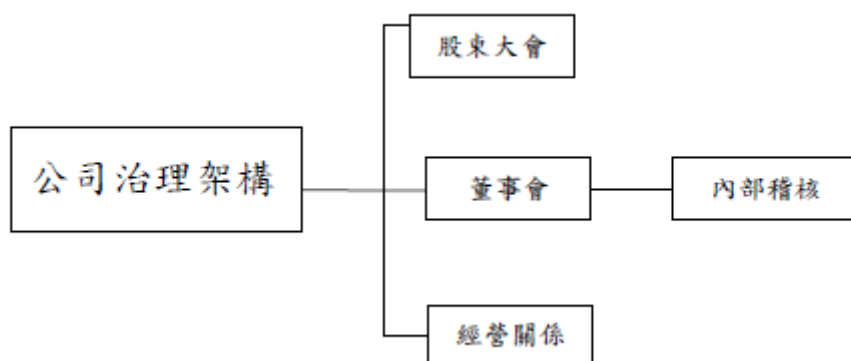 股東大會
公司治理架構
董事會
內部稽核
經營關係